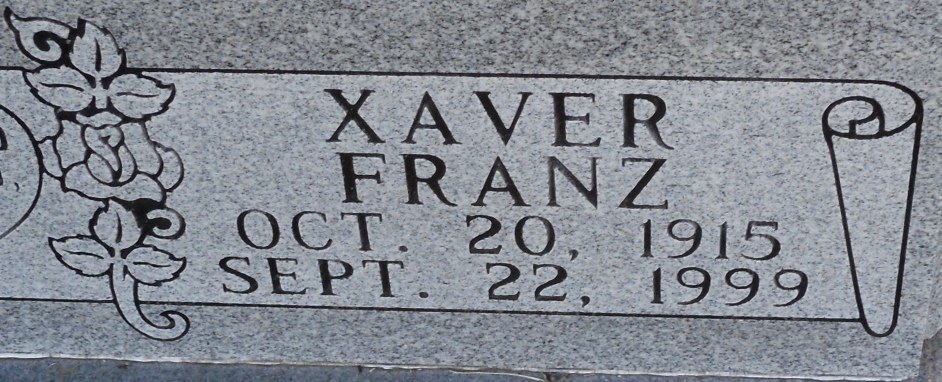 XAVER
FRANZ
OCT. 20, 1915
SEPT. 22, 1999